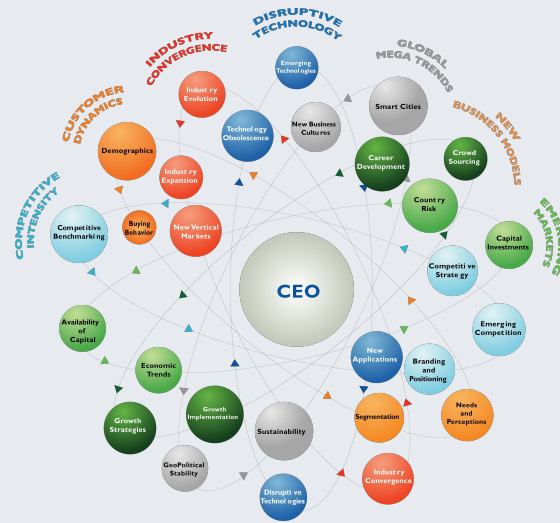 DISRUPTIVE
TECHNOLOGY
INDUSTRY
CONVERGENCE
GLOBAL
MEGA TRENDS
CUSTOMER
DYNAMICS
NEW
BUSINESS MODELS
COMPETITIVE
INTENSITY
EMERGING
MARKETS
Emerging
Technologies
Industry
Evolution
Smart Cities
New Business
Cultures
Technology
Obsolescence
Demographics
Career
Development
Crowd
Sourcing
Industry
Expansion
Country
Risk
Competitive
Benchmarking
Buying
Behavior
New Vertical
Markets
Capital
Investments
Competitive
Strategy
CEO
Availability
of
Capital
Emerging
Competition
Economic
Trends
New
Applications
Branding
and
Positioning
Growth
Strategies
Growth
Implementation
Sustainability
Segmentation
Needs
and
Perceptions
GeoPolitical
Stability
Industry
Convergence
Disruptive
Technologies